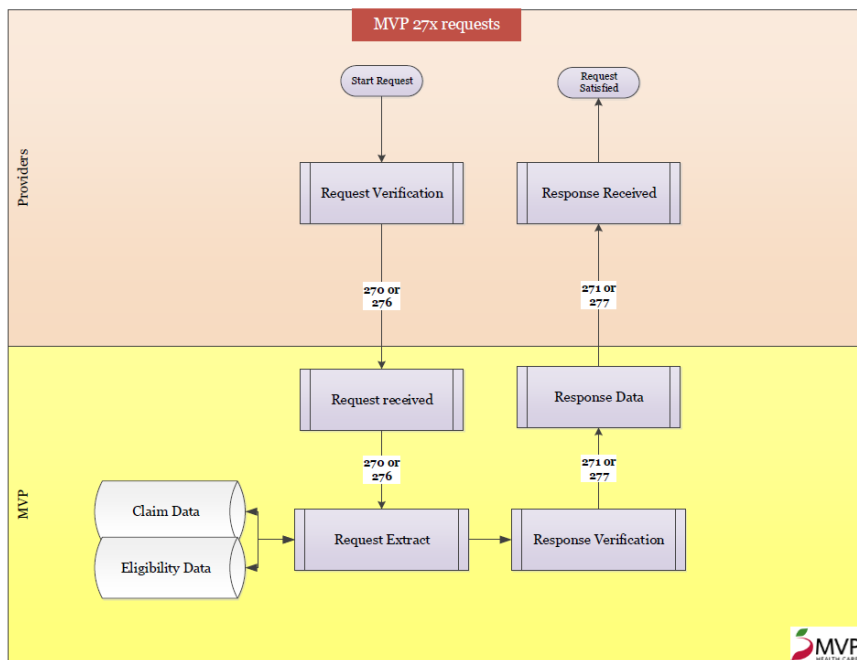 MVP 27x requests
Start Request
Request
Satisfied
Providers
Request Verification
Response Received
270 or
276
271 or
277
Request received
Response Data
270 or
276
271 or
277
MVP
Claim Data
Eligibility Data
Request Extract
Response Verification
MVP
HEALTH CARE